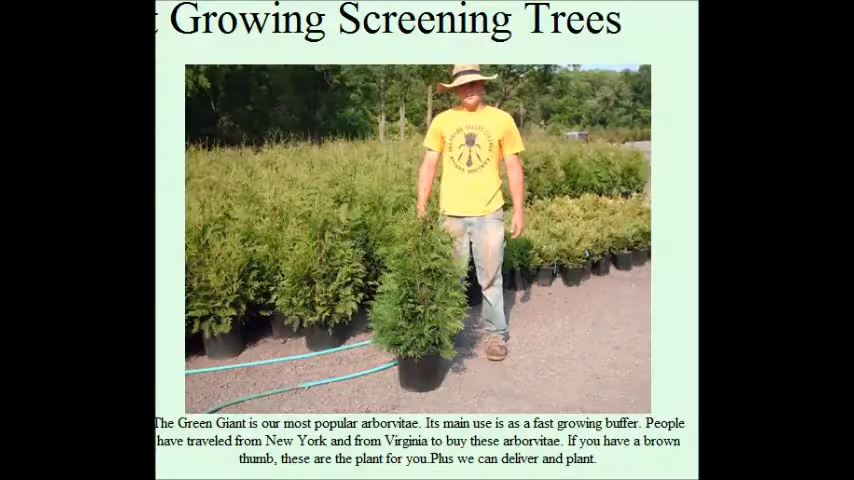 t Growing Screening Trees
The Green Giant is our most popular arborvitae. Its main use is as a fast growing buffer. People
have traveled from New York and from Virginia to buy these arborvitae. If you have a brown
thumb, these are the plant for you.Plus we can deliver and plant.